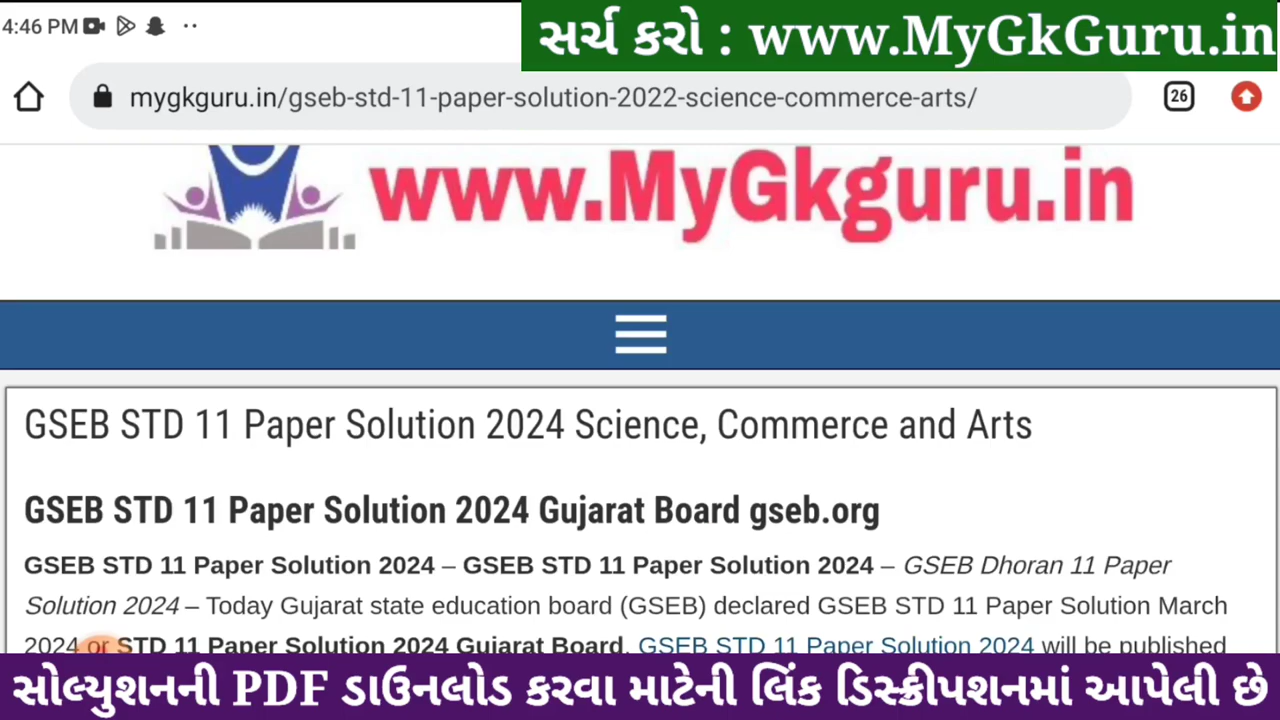 4:46 PM
સર્ચ કરો : www.MyGkGuru.in
mygkguru.in/gseb-std-11-paper-solution-2022-science-commerce-arts/
26
www.MyGkguru.in
GSEB STD 11 Paper Solution 2024 Science, Commerce and Arts
GSEB STD 11 Paper Solution 2024 Gujarat Board gseb.org
GSEB STD 11 Paper Solution 2024 – GSEB STD 11 Paper Solution 2024 – GSEB Dhoran 11 Paper
Solution 2024 – Today Gujarat state education board (GSEB) declared GSEB STD 11 Paper Solution March
2024 or STD 11 Paper Solution 2024 Gujarat Board. GSEB STD 11 Paper Solution 2024 will be published
સોલ્યુશનની PDF ડાઉનલોડ કરવા માટેની લિંક ડિસ્ક્રીપશનમાં આપેલી છે